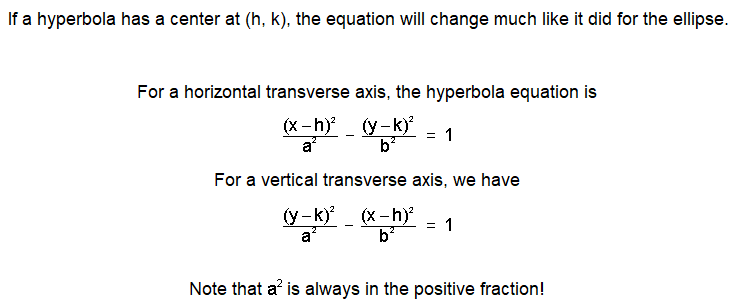 If a hyperbola has a center at (h, k), the equation will change much like it did for the ellipse.
For a horizontal transverse axis, the hyperbola equation is
(x – h)²/a² – (y – k)²/b² = 1
For a vertical transverse axis, we have
(y – k)²/a² – (x – h)²/b² = 1
Note that a² is always in the positive fraction!